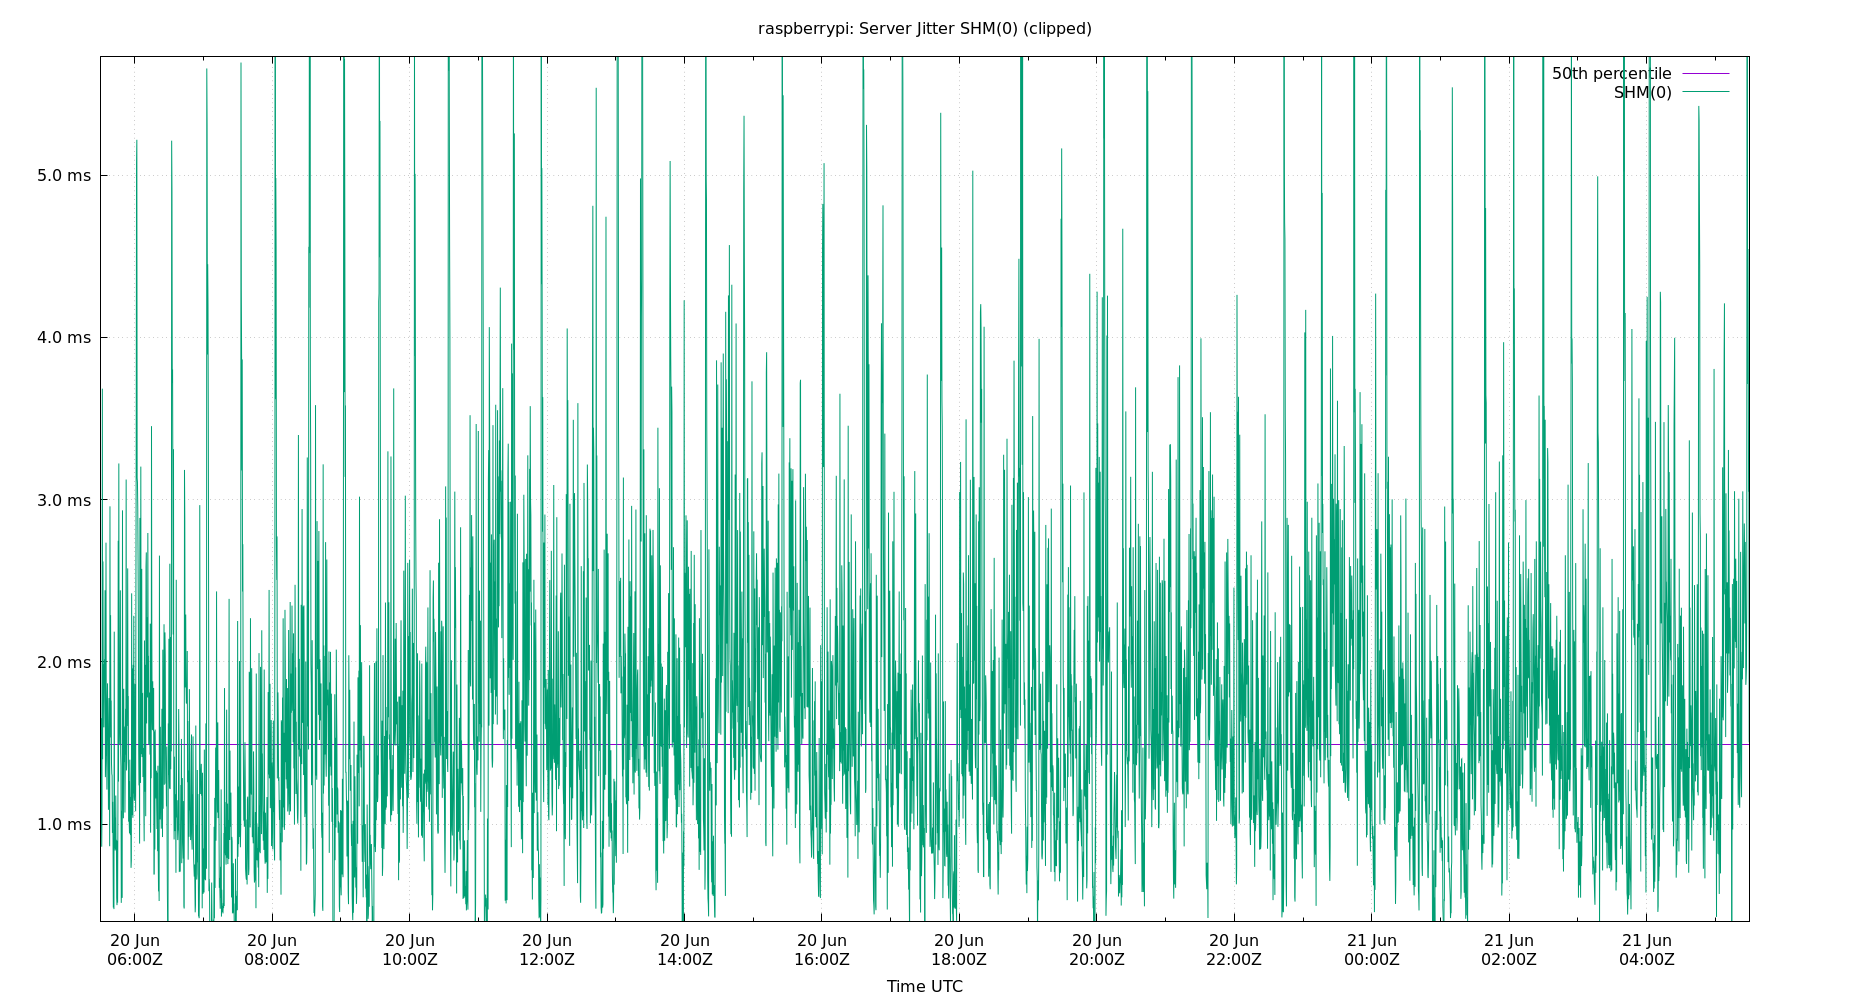 raspberrypi: Server Jitter SHM(0) (clipped)
50th percentile
SHM(0)
5.0 ms
4.0 ms
3.0 ms
2.0 ms
1.0 ms
20 Jun 20 Jun 20 Jun 20 Jun 20 Jun 20 Jun 20 Jun 20 Jun 20 Jun 21 Jun 21 Jun 21 Jun
06:00Z 08:00Z 10:00Z 12:00Z 14:00Z 16:00Z 18:00Z 20:00Z 22:00Z 00:00Z 02:00Z 04:00Z
Time UTC